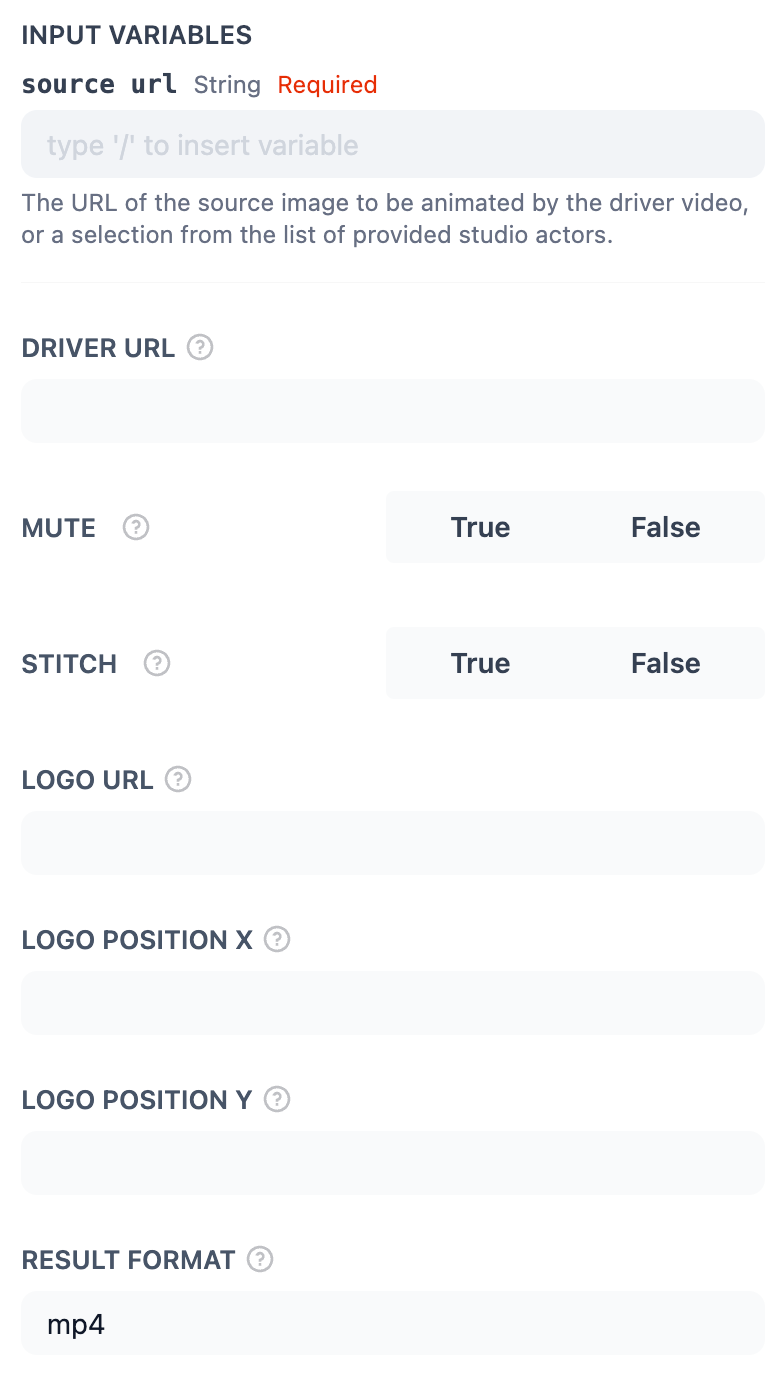 INPUT VARIABLES
source url String Required
type '/' to insert variable
The URL of the source image to be animated by the driver video,
or a selection from the list of provided studio actors.
DRIVER URL ?
MUTE ? True False
STITCH ? True False
LOGO URL ?
LOGO POSITION X ?
LOGO POSITION Y ?
RESULT FORMAT ?
mp4